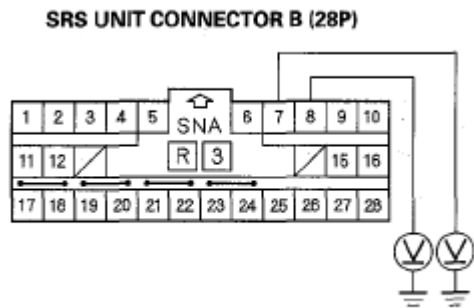 SRS UNIT CONNECTOR B (28P)
1 2 3 4 5 SNA 6 7 8 9 10
R 3
11 12 15 16
17 18 19 20 21 22 23 24 25 26 27 28
V V